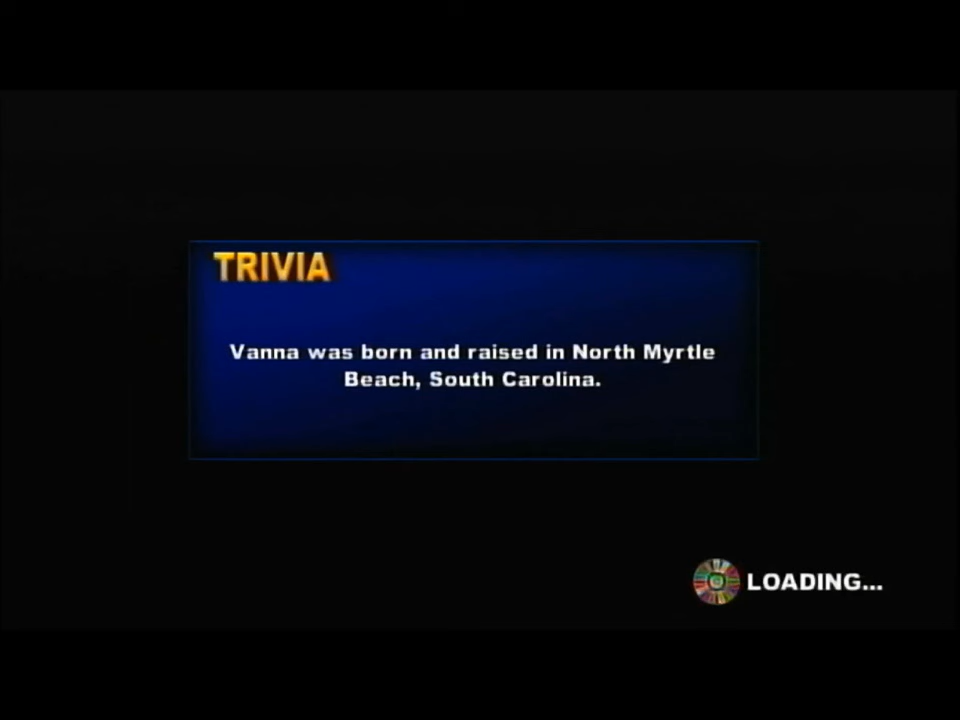 TRIVIA
Vanna was born and raised in North Myrtle
Beach, South Carolina.
LOADING...